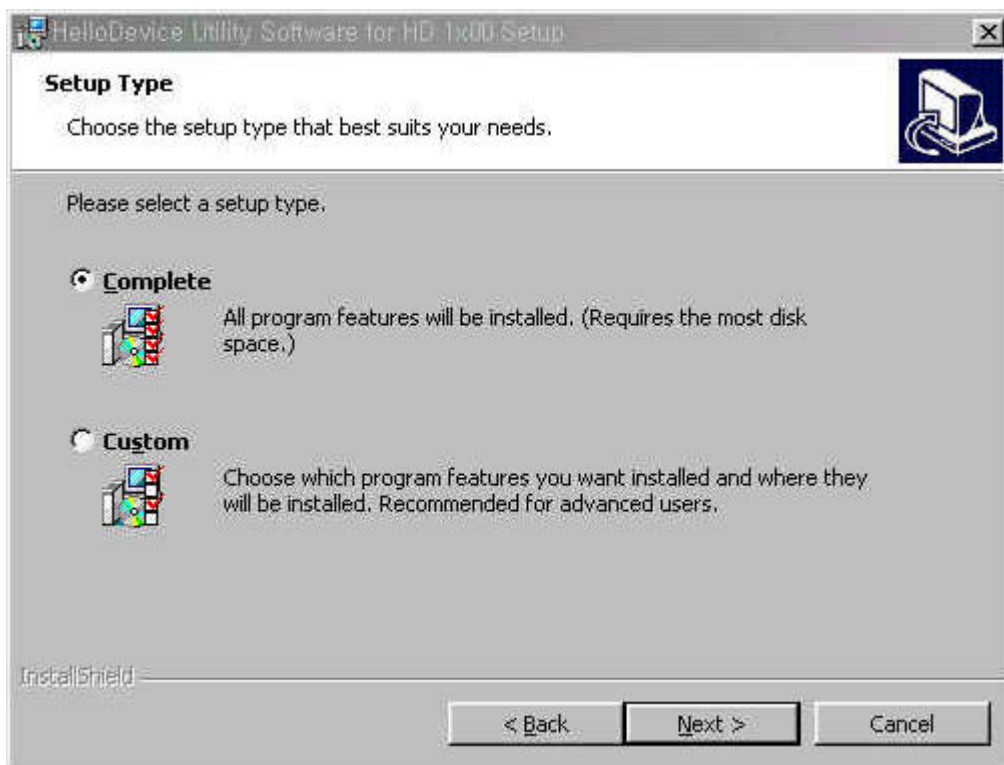 HelloDevice Utility Software for HD 1x00 Setup
Setup Type
Choose the setup type that best suits your needs.
Please select a setup type.
Complete
All program features will be installed. (Requires the most disk
space.)
Custom
Choose which program features you want installed and where they
will be installed. Recommended for advanced users.
InstallShield
< Back
Next >
Cancel